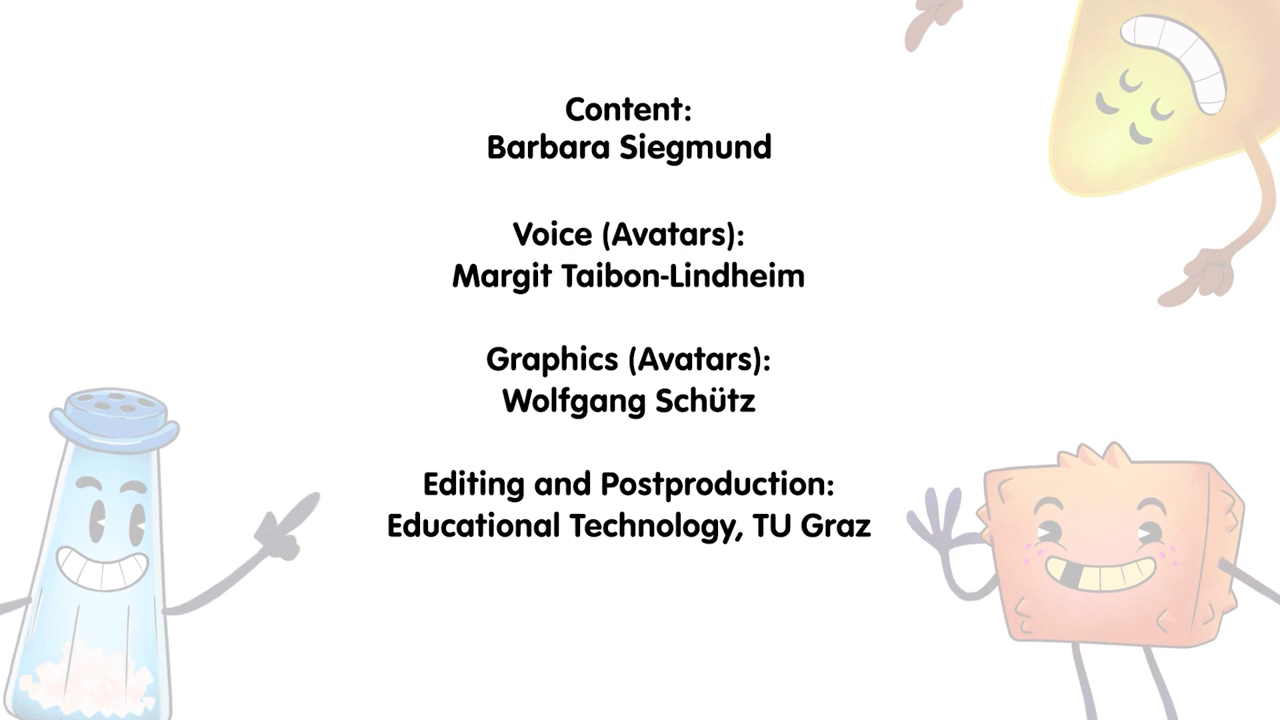 Content:
Barbara Siegmund
Voice (Avatars):
Margit Taibon-Lindheim
Graphics (Avatars):
Wolfgang Schütz
Editing and Postproduction:
Educational Technology, TU Graz